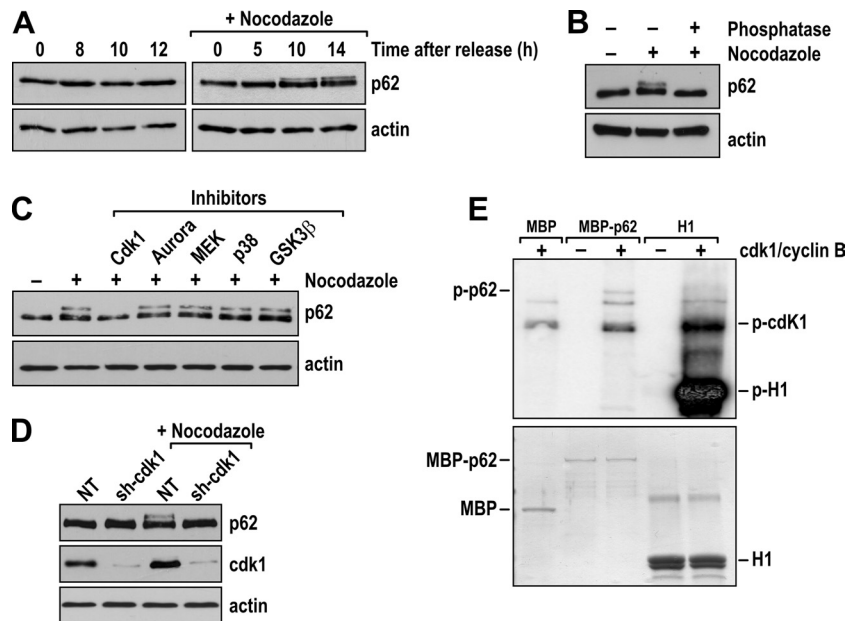 A
+ Nocodazole
0 8 10 12 0 5 10 14 Time after release (h)
p62
actin
B
– – + Phosphatase
– + + Nocodazole
p62
actin
C
Inhibitors
Cdk1 Aurora MEK p38 GSK3β
– + + + + + + Nocodazole
p62
actin
D
+ Nocodazole
NT sh-cdk1 NT sh-cdk1
p62
cdk1
actin
E
MBP MBP-p62 H1
+ – + – + cdk1/cyclin B
p-p62
p-cdK1
p-H1
MBP-p62
MBP
H1